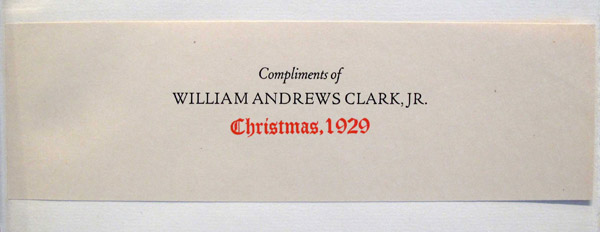 Compliments of
WILLIAM ANDREWS CLARK, JR.
Christmas, 1929